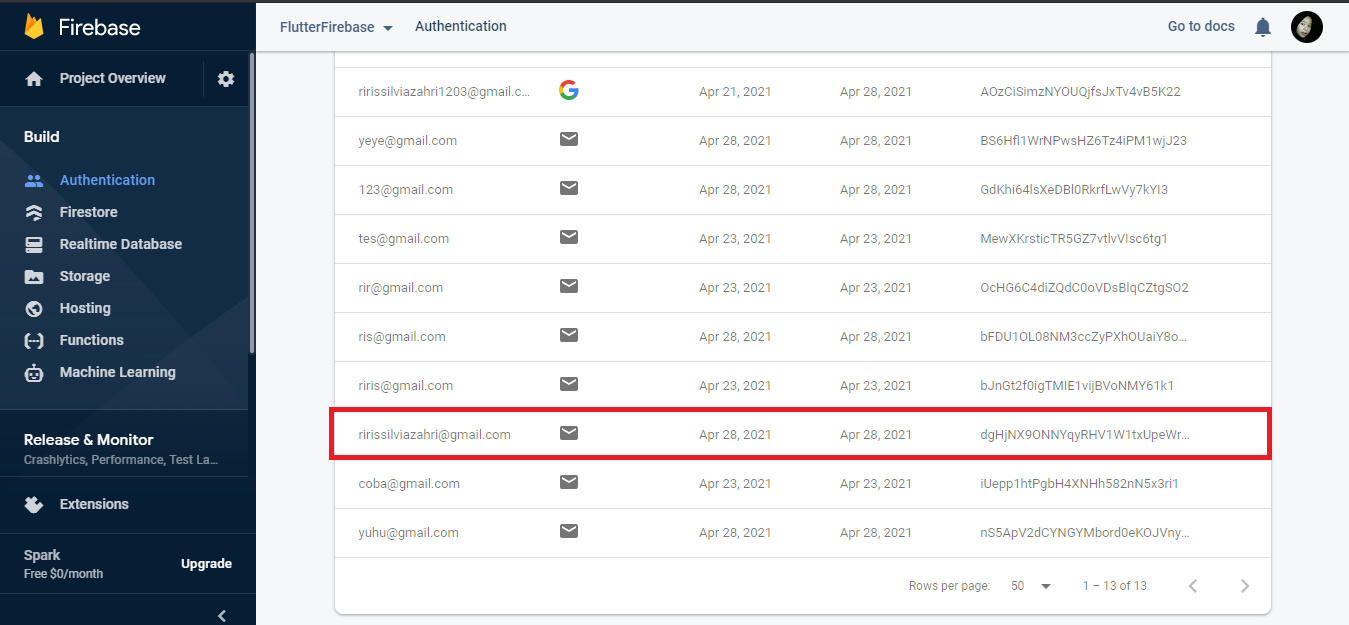 Firebase
FlutterFirebase Authentication Go to docs
Project Overview
Build
Authentication
Firestore
Realtime Database
Storage
Hosting
Functions
Machine Learning
Release & Monitor
Crashlytics, Performance, Test La...
Extensions
Spark
Free $0/month
Upgrade
ririssilviazahri1203@gmail.c... Apr 21, 2021 Apr 28, 2021 AOzCiSimzNYOUQjfsJxTv4vB5K22
yeye@gmail.com Apr 28, 2021 Apr 28, 2021 BS6Hfl1WrNPwsHZ6Tz4iPM1wjJ23
123@gmail.com Apr 28, 2021 Apr 28, 2021 GdKhi64lsXeDBl0RkrfLwVy7kYI3
tes@gmail.com Apr 23, 2021 Apr 23, 2021 MewXKrsticTR5GZ7vtlvVIsc6tg1
rir@gmail.com Apr 23, 2021 Apr 23, 2021 OcHG6C4diZQdC0oVDsBlqCZtgSO2
ris@gmail.com Apr 28, 2021 Apr 28, 2021 bFDU1OL08NM3ccZyPXhOUaiY8o...
riris@gmail.com Apr 23, 2021 Apr 23, 2021 bJnGt2f0igTMIE1vijBVoNMY61k1
ririssilviazahri@gmail.com Apr 28, 2021 Apr 28, 2021 dgHjNX9ONNYqyRHV1W1txUpeWr...
coba@gmail.com Apr 23, 2021 Apr 23, 2021 iUepp1htPgbH4XNHh582nN5x3ri1
yuhu@gmail.com Apr 28, 2021 Apr 28, 2021 nS5ApV2dCYNGYMbord0eKOJVny...
Rows per page: 50 1 – 13 of 13